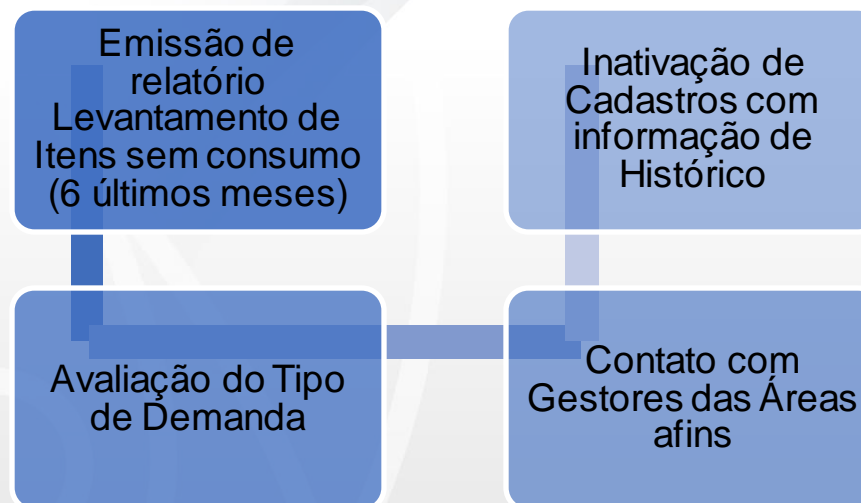 Emissão de
relatório
Levantamento de
Itens sem consumo
(6 últimos meses)
Avaliação do Tipo
de Demanda
Contato com
Gestores das Áreas
afins
Inativação de
Cadastros com
informação de
Histórico